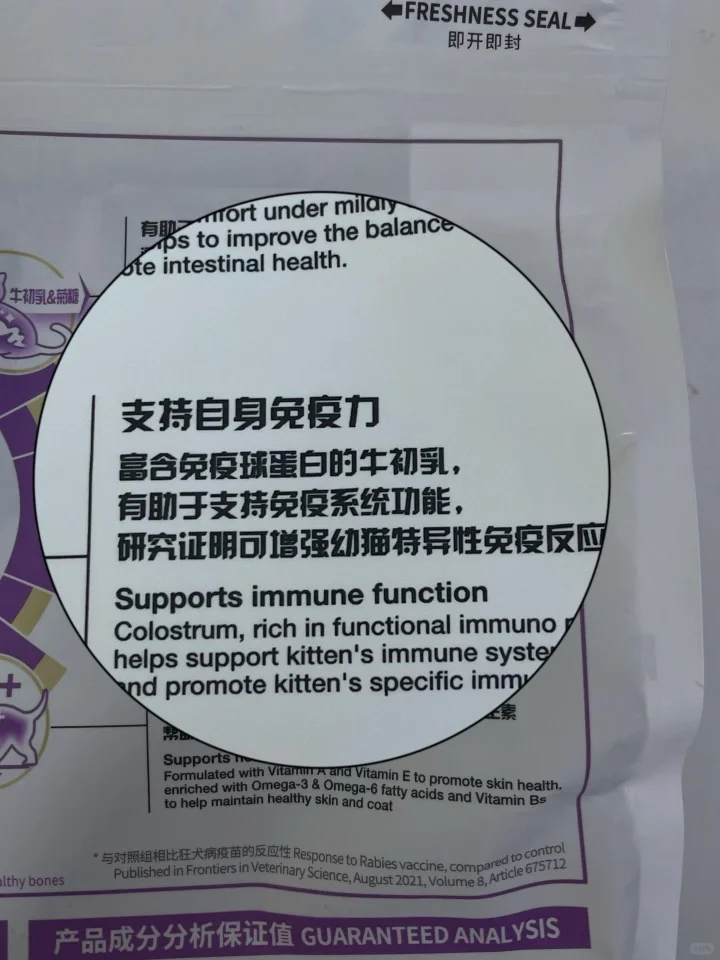 FRESHNESS SEAL
即开即封
有助于
mfort under mildly
ps to improve the balance
ote intestinal health.
牛初乳&菊糖
支持自身免疫力
富含免疫球蛋白的牛初乳，
有助于支持免疫系统功能，
研究证明可增强幼猫特异性免疫反应
Supports immune function
Colostrum, rich in functional immuno
helps support kitten's immune syste
and promote kitten's specific immu
Supports
Formulated with Vitamin A and Vitamin E to promote skin health,
enriched with Omega-3 & Omega-6 fatty acids and Vitamin Bs
to help maintain healthy skin and coat
*与对照组相比狂犬病疫苗的反应性 Response to Rabies vaccine, compared to control
Published in Frontiers in Veterinary Science, August 2021, Volume 8, Article 675712
althy bones
产品成分分析保证值 GUARANTEED ANALYSIS